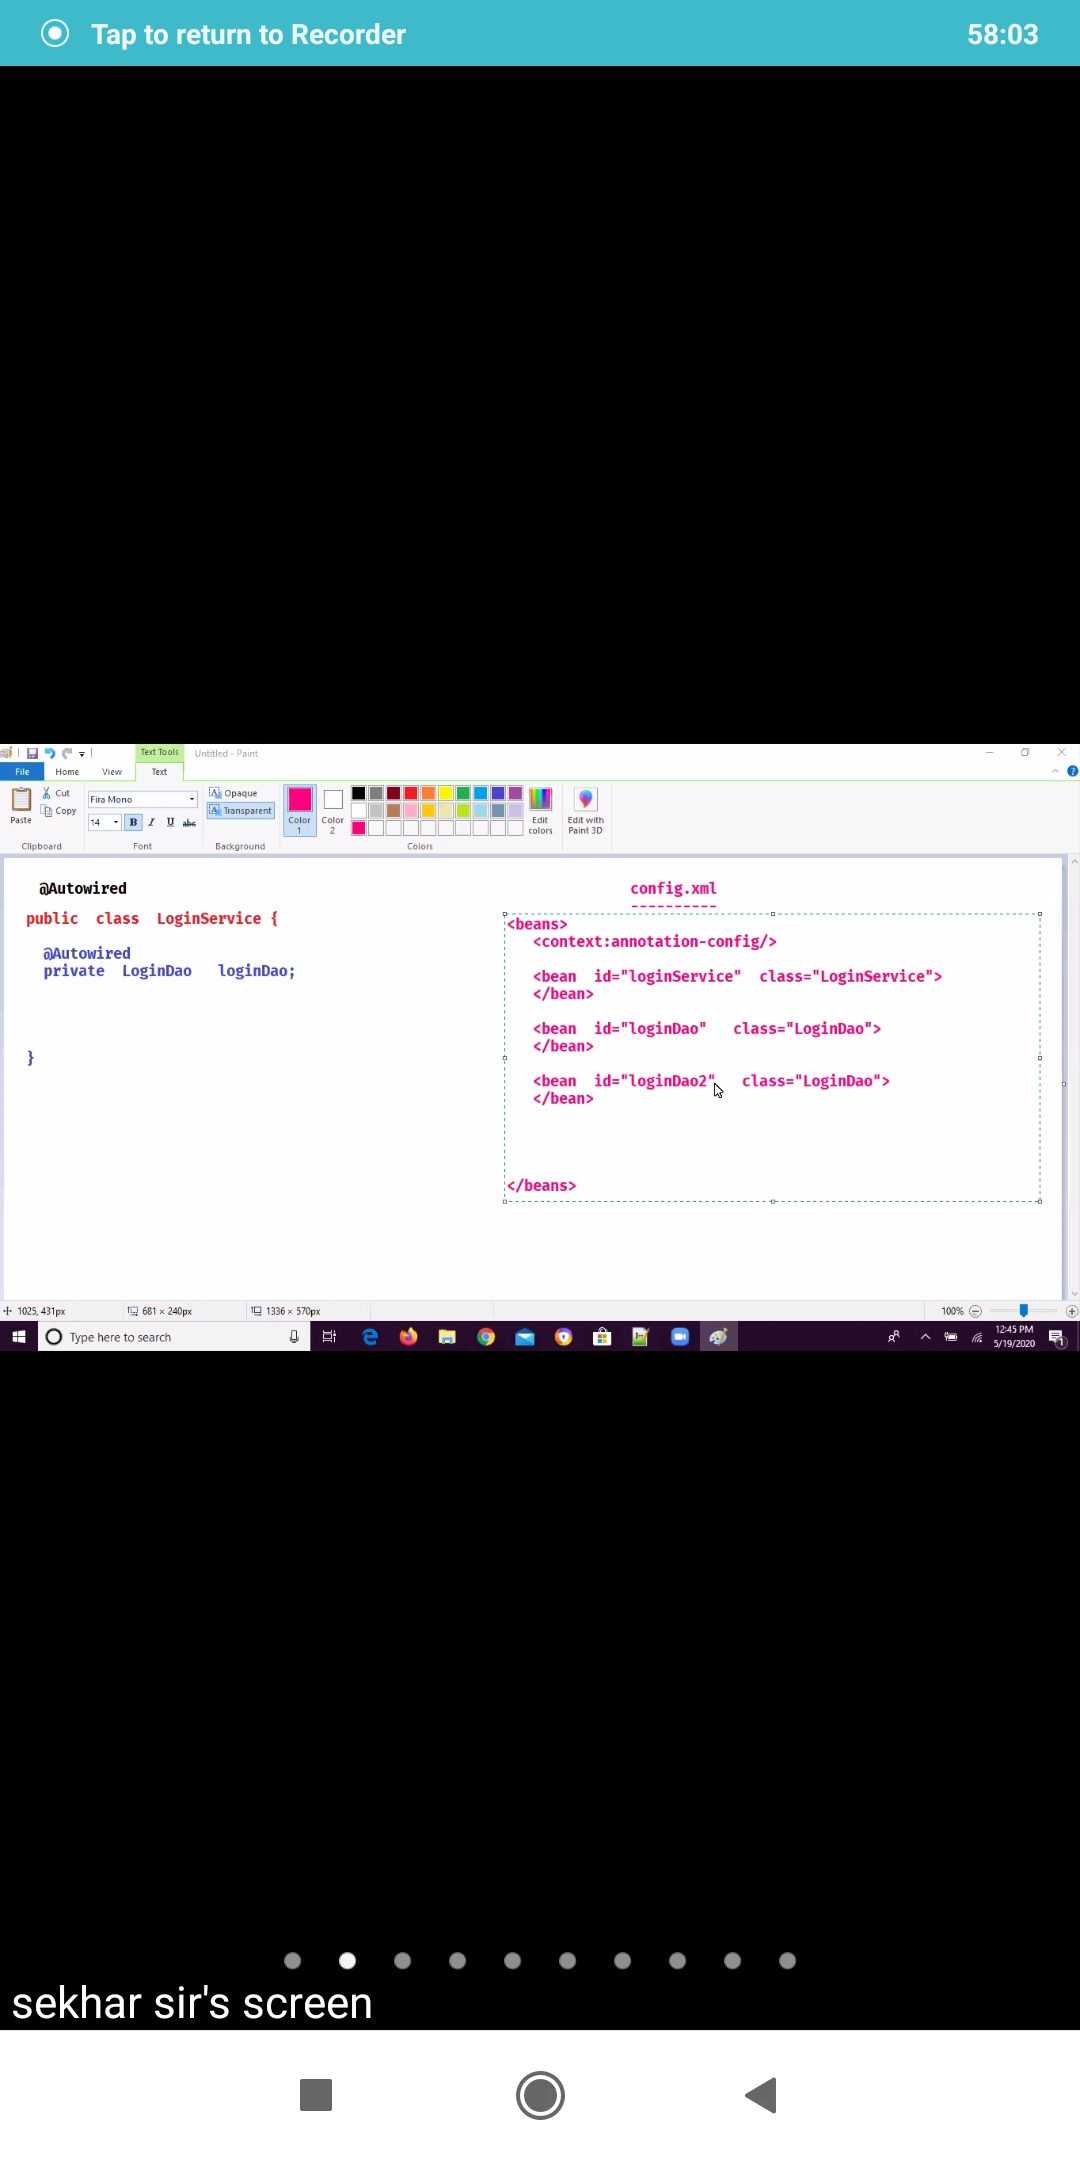 Tap to return to Recorder 58:03
Text Tools Untitled - Paint
File Home View Text
Paste Cut Copy
Clipboard
Fira Mono
14 B I U abc
Font
Opaque
Transparent
Background
Color 1 Color 2
Edit colors
Colors
Edit with Paint 3D
@Autowired
public class LoginService {
@Autowired
private LoginDao loginDao;
}
config.xml
----------
<beans>
<context:annotation-config/>
<bean id="loginService" class="LoginService">
</bean>
<bean id="loginDao" class="LoginDao">
</bean>
<bean id="loginDao2" class="LoginDao">
</bean>
</beans>
1025, 431px 681 × 240px 1336 × 570px 100%
Type here to search 12:45 PM
5/19/2020
1
sekhar sir's screen